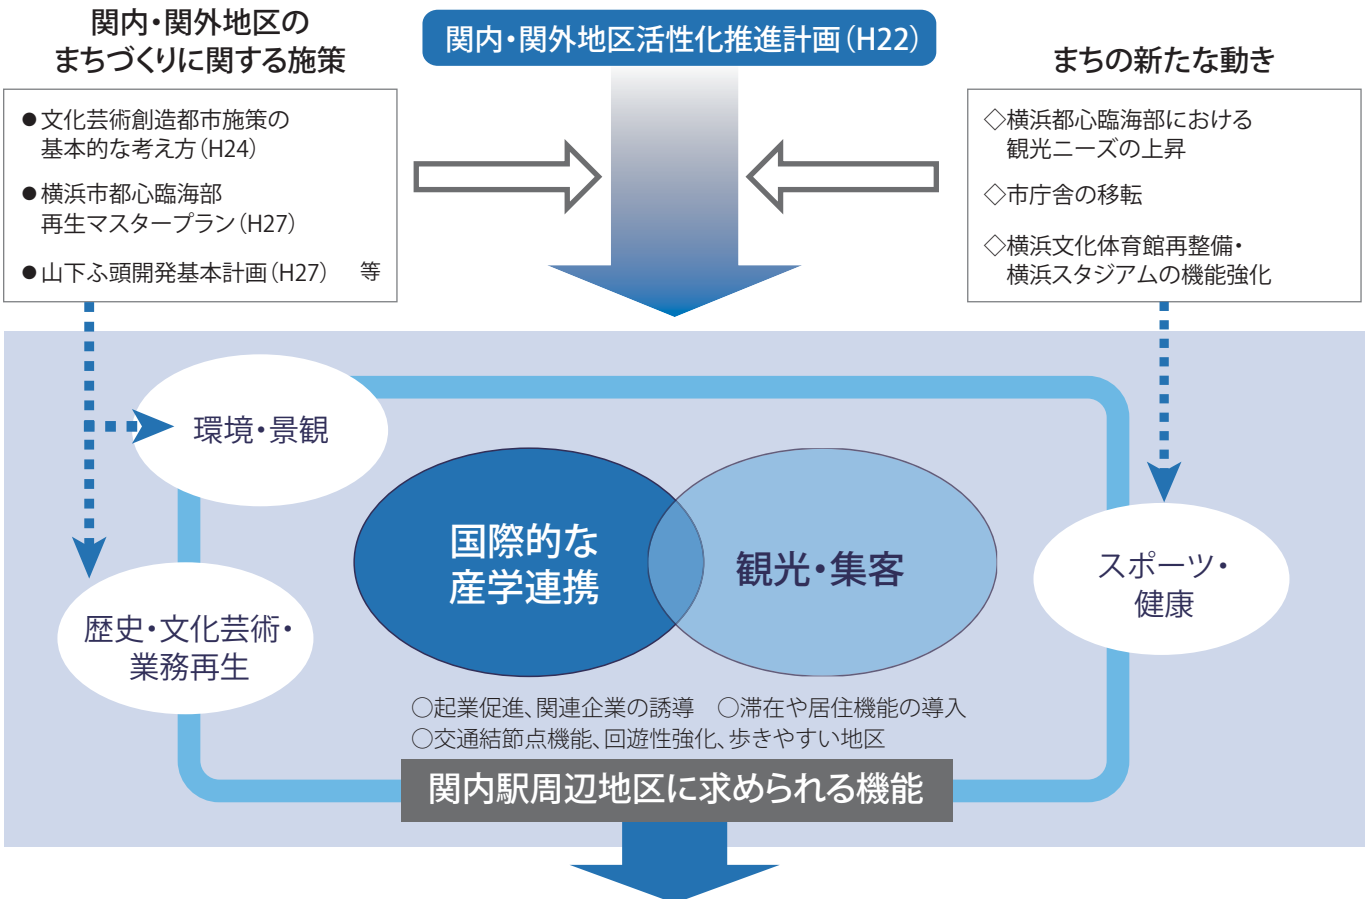 関内・関外地区の
まちづくりに関する施策
関内・関外地区活性化推進計画（H22）
まちの新たな動き
●文化芸術創造都市施策の
基本的な考え方（H24）
●横浜市都心臨海部
再生マスタープラン（H27）
●山下ふ頭開発基本計画（H27）　等
◇横浜都心臨海部における
観光ニーズの上昇
◇市庁舎の移転
◇横浜文化体育館再整備・
横浜スタジアムの機能強化
環境・景観
歴史・文化芸術・
業務再生
国際的な
産学連携
観光・集客
スポーツ・
健康
○起業促進、関連企業の誘導　○滞在や居住機能の導入
○交通結節点機能、回遊性強化、歩きやすい地区
関内駅周辺地区に求められる機能